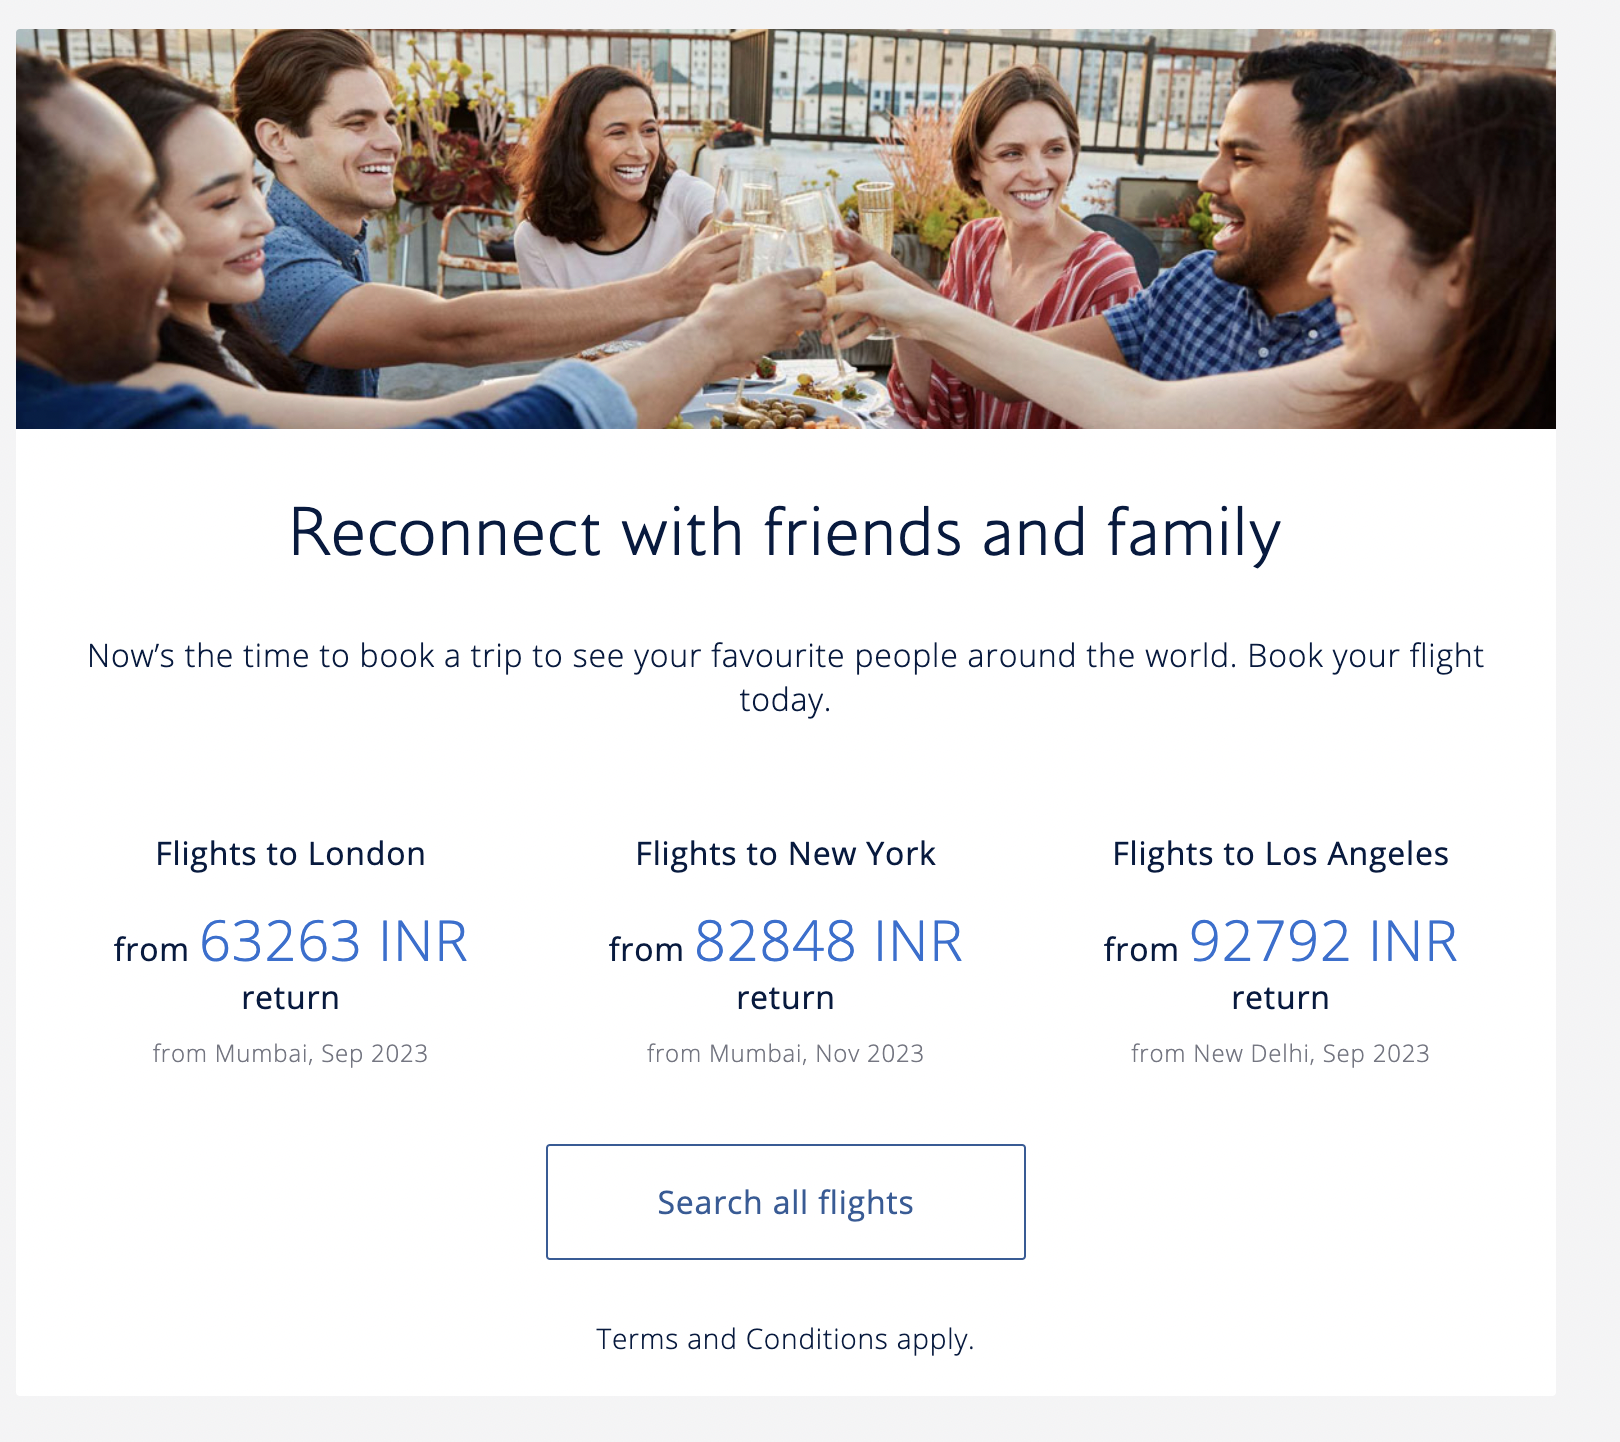 Reconnect with friends and family
Now’s the time to book a trip to see your favourite people around the world. Book your flight
today.
Flights to London
from 63263 INR
return
from Mumbai, Sep 2023
Flights to New York
from 82848 INR
return
from Mumbai, Nov 2023
Flights to Los Angeles
from 92792 INR
return
from New Delhi, Sep 2023
Search all flights
Terms and Conditions apply.